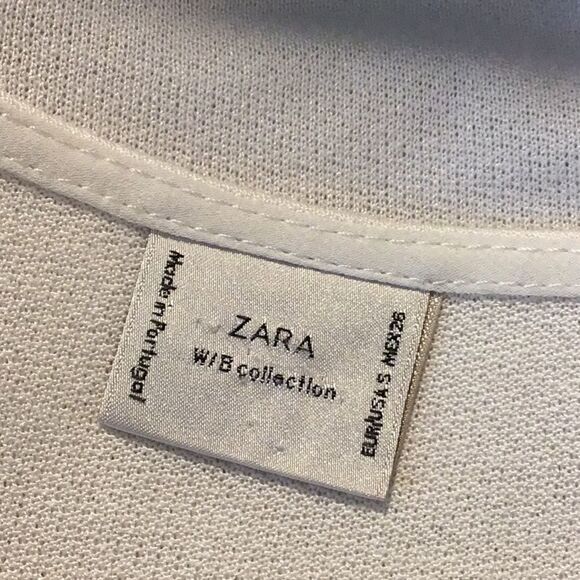 Made in Portugal
ZARA
W/B collection
EUR/USA S MEX 26